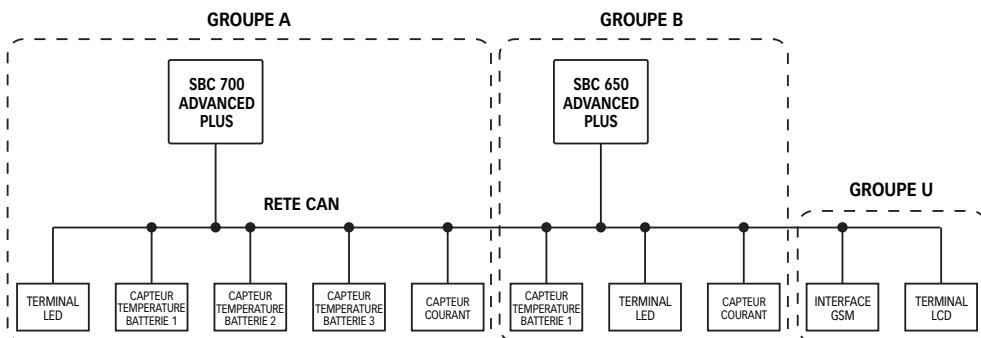 GROUPE A
GROUPE B
SBC 700
ADVANCED
PLUS
SBC 650
ADVANCED
PLUS
GROUPE U
RETE CAN
TERMINAL
LED
CAPTEUR
TEMPERATURE
BATTERIE 1
CAPTEUR
TEMPERATURE
BATTERIE 2
CAPTEUR
TEMPERATURE
BATTERIE 3
CAPTEUR
COURANT
CAPTEUR
TEMPERATURE
BATTERIE 1
TERMINAL
LED
CAPTEUR
COURANT
INTERFACE
GSM
TERMINAL
LCD